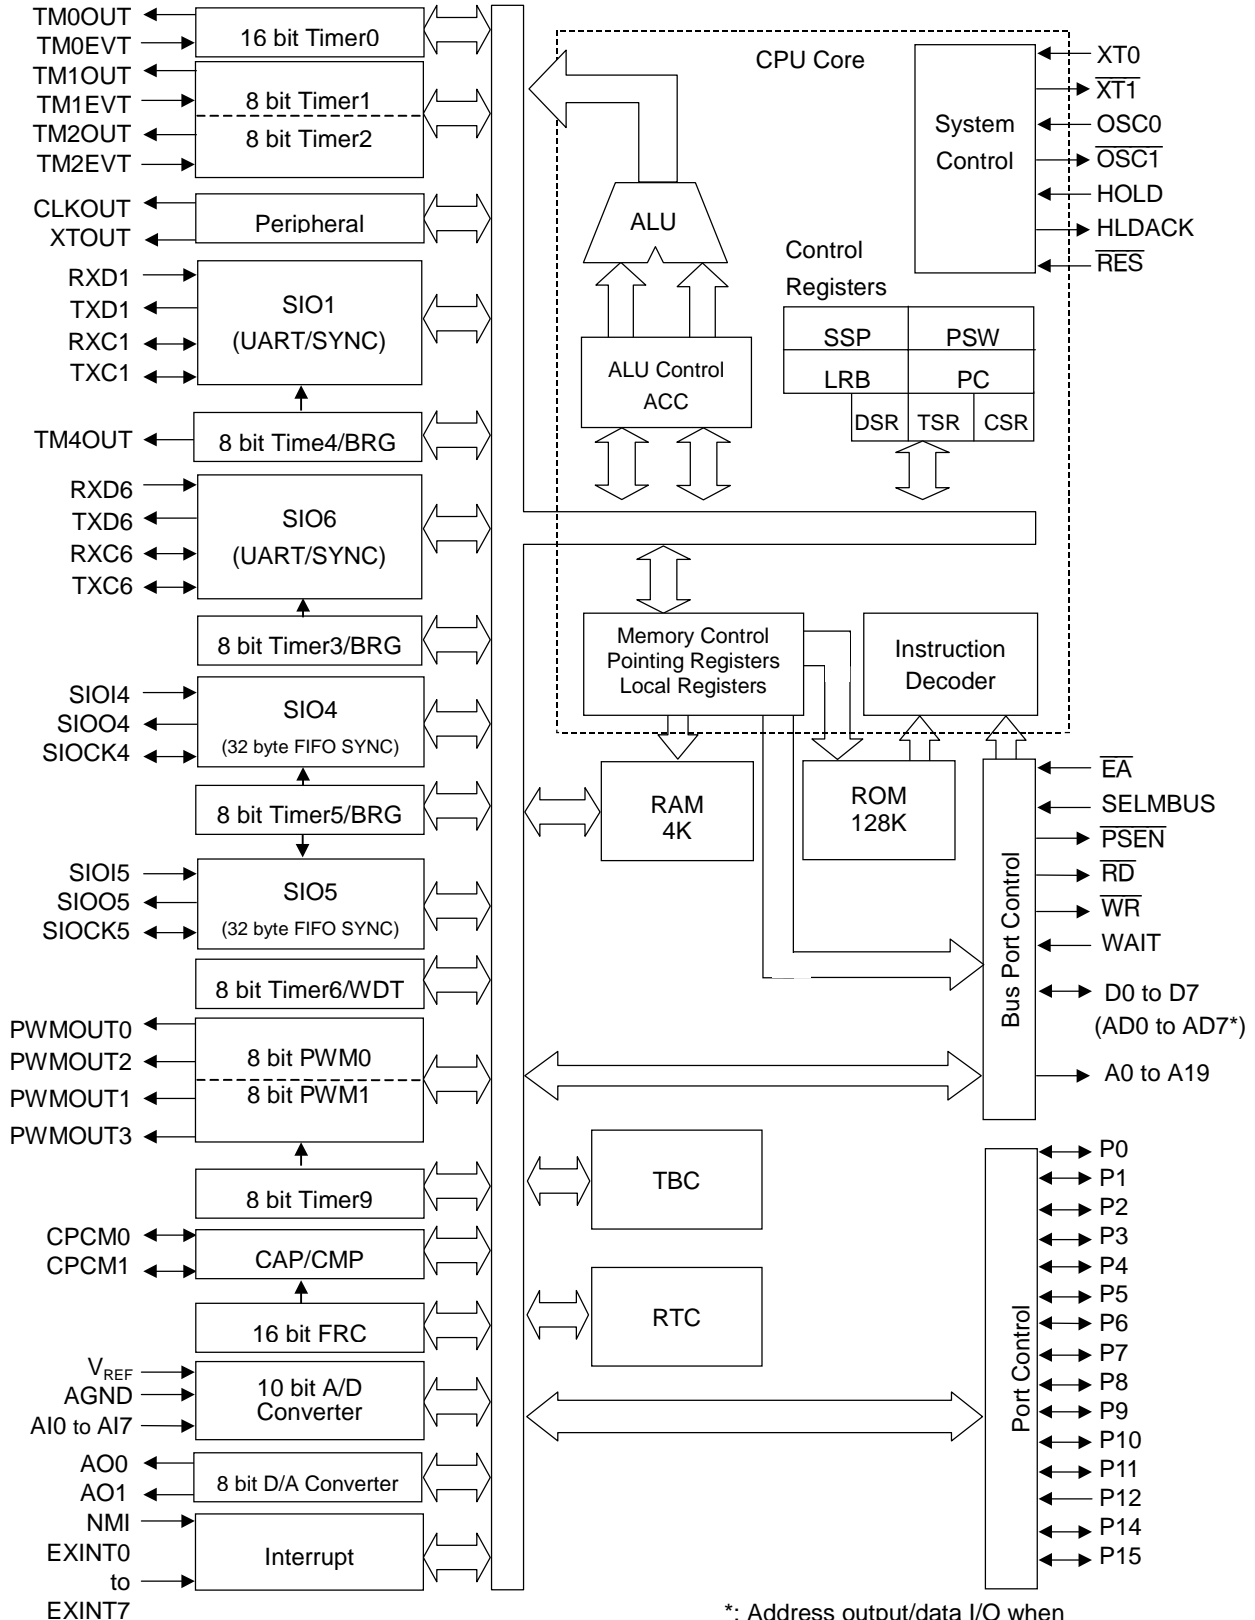 TM0OUT
TM0EVT
16 bit Timer0
TM1OUT
TM1EVT
TM2OUT
TM2EVT
8 bit Timer1
8 bit Timer2
CLKOUT
XTOUT
Peripheral
RXD1
TXD1
RXC1
TXC1
SIO1
(UART/SYNC)
TM4OUT
8 bit Time4/BRG
RXD6
TXD6
RXC6
TXC6
SIO6
(UART/SYNC)
8 bit Timer3/BRG
SIOI4
SIOO4
SIOCK4
SIO4
(32 byte FIFO SYNC)
8 bit Timer5/BRG
SIOI5
SIOO5
SIOCK5
SIO5
(32 byte FIFO SYNC)
8 bit Timer6/WDT
PWMOUT0
PWMOUT2
PWMOUT1
PWMOUT3
8 bit PWM0
8 bit PWM1
8 bit Timer9
CPCM0
CPCM1
CAP/CMP
16 bit FRC
VREF
AGND
AI0 to AI7
10 bit A/D
Converter
AO0
AO1
8 bit D/A Converter
NMI
EXINT0
to
EXINT7
Interrupt
CPU Core
ALU
ALU Control
ACC
System
Control
XT0
XT1
OSC0
OSC1
HOLD
HLDACK
RES
Control
Registers
SSP
PSW
LRB
PC
DSR
TSR
CSR
Memory Control
Pointing Registers
Local Registers
Instruction
Decoder
RAM
4K
ROM
128K
Bus Port Control
EA
SELMBUS
PSEN
RD
WR
WAIT
D0 to D7
(AD0 to AD7*)
A0 to A19
TBC
RTC
Port Control
P0
P1
P2
P3
P4
P5
P6
P7
P8
P9
P10
P11
P12
P14
P15
*: Address output/data I/O when